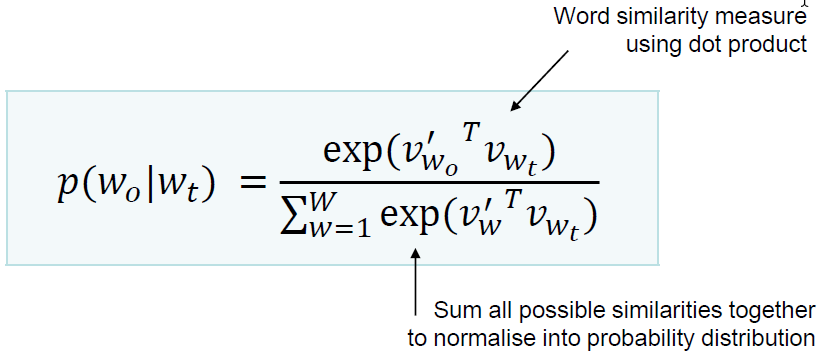 Word similarity measure
using dot product
p(w_o|w_t) = exp(v′_{w_o}^T v_{w_t}) / ∑_{w=1}^{W} exp(v′_w^T v_{w_t})
Sum all possible similarities together
to normalise into probability distribution